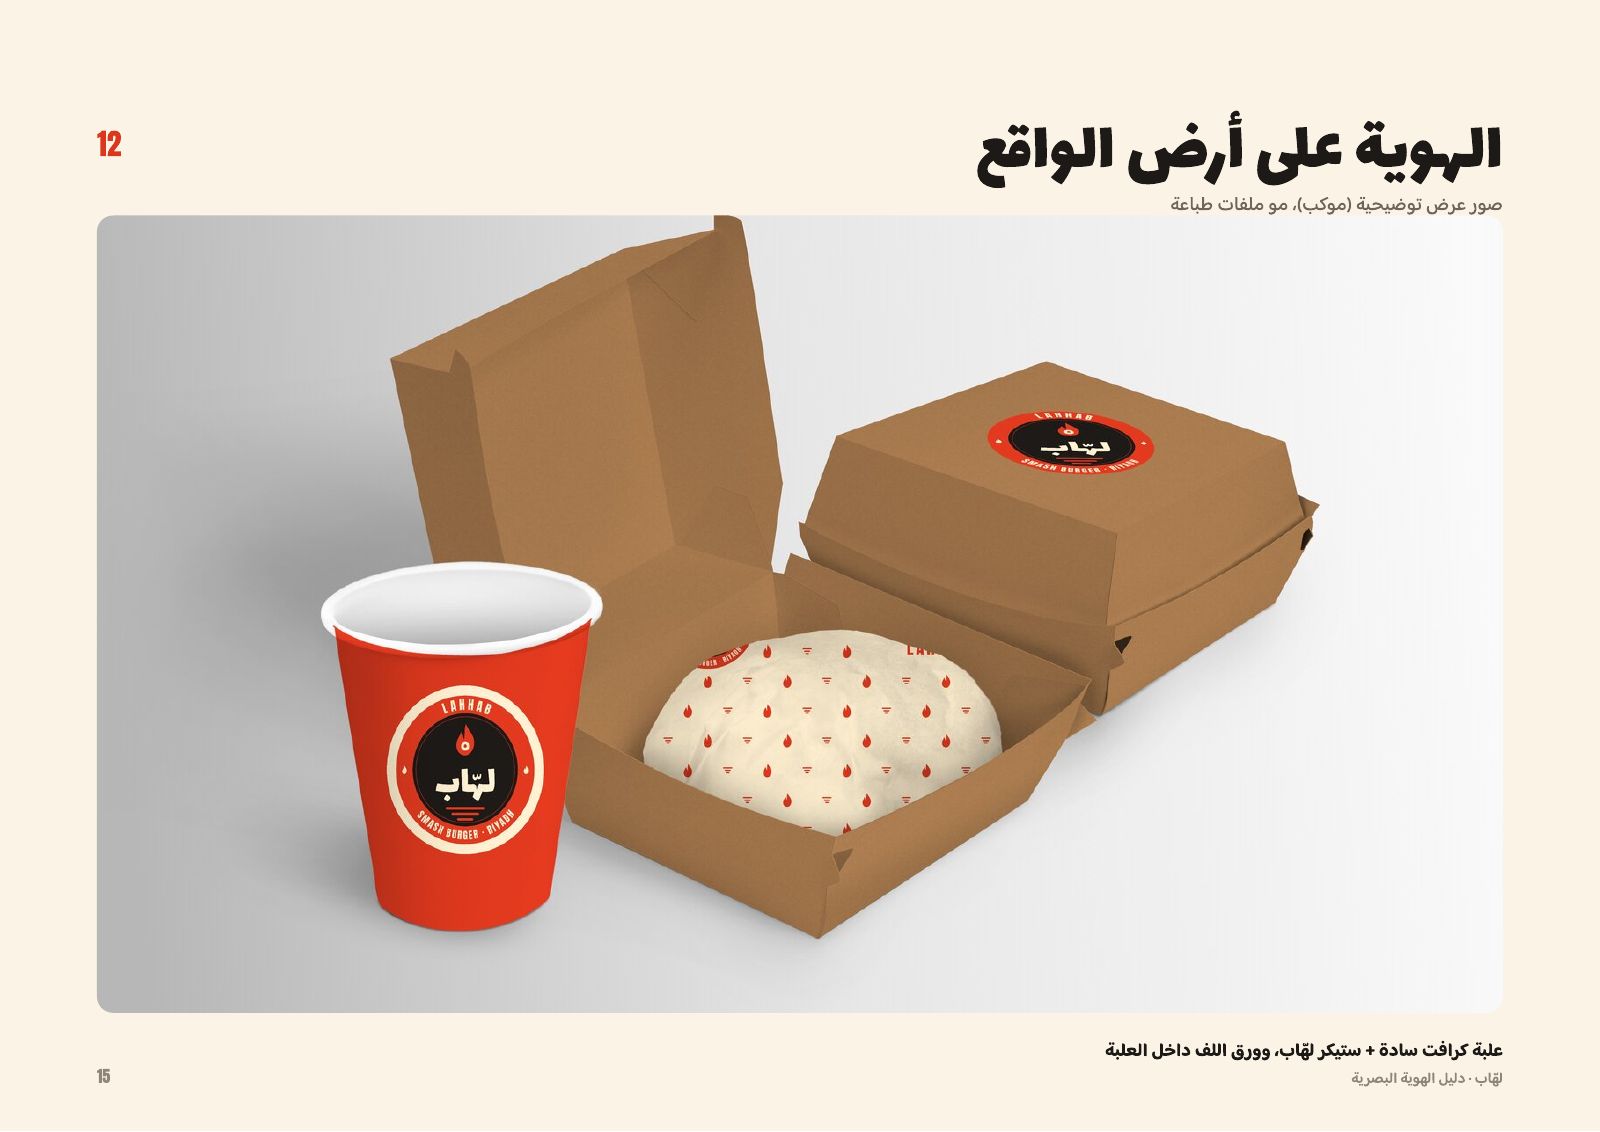 الهوية على أرض الواقع
12
صور عرض توضيحية (موكب)، مو ملفات طباعة
LAHHAB
لهّاب
SMASH BURGER · RIYADH
LAHHAB
لهّاب
SMASH BURGER · RIYADH
علبة كرافت سادة + ستيكر لهّاب، وورق اللف داخل العلبة
لهّاب · دليل الهوية البصرية
15